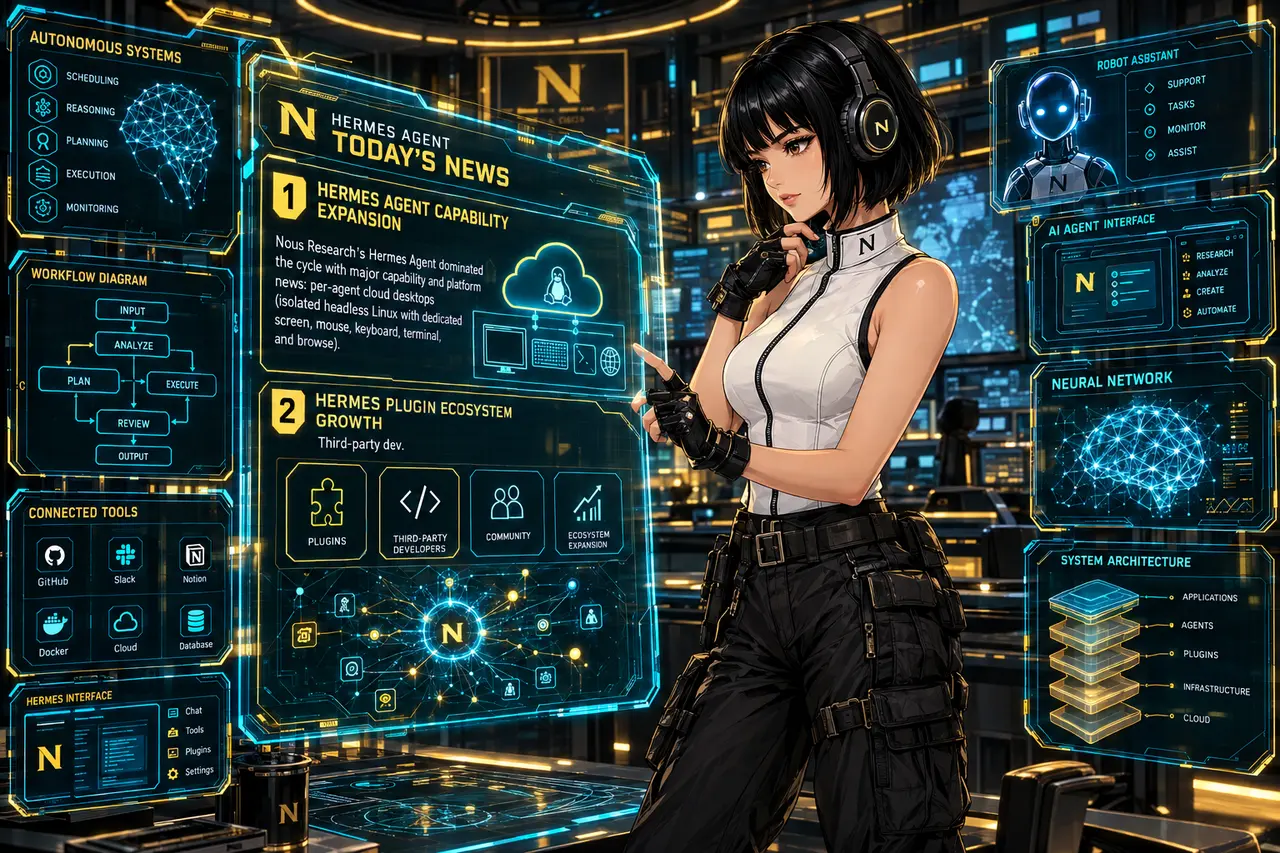 AUTONOMOUS SYSTEMS
SCHEDULING
REASONING
PLANNING
EXECUTION
MONITORING
WORKFLOW DIAGRAM
INPUT
ANALYZE
PLAN
EXECUTE
REVIEW
OUTPUT
CONNECTED TOOLS
GitHub
Slack
Notion
Docker
Cloud
Database
HERMES INTERFACE
N
Chat
Tools
Plugins
Settings
N
N
HERMES AGENT
TODAY'S NEWS
1
HERMES AGENT CAPABILITY
EXPANSION
Nous Research's Hermes Agent dominated
the cycle with major capability and platform
news: per-agent cloud desktops
(isolated headless Linux with dedicated
screen, mouse, keyboard, terminal,
and browse).
2
HERMES PLUGIN ECOSYSTEM
GROWTH
Third-party dev.
PLUGINS
THIRD-PARTY
DEVELOPERS
COMMUNITY
ECOSYSTEM
EXPANSION
N
N
N
N
ROBOT ASBSTANT
SUPPORT
TASKS
MONITOR
ASSIST
N
AI AGENT INTERFACE
N
RESEARCH
ANALYZE
CREATE
AUTOMATE
NEURAL NETWORK
SYSTEM ARCHITECTURE
APPLICATIONS
AGENTS
PLUGINS
INFRASTRUCTURE
CLOUD